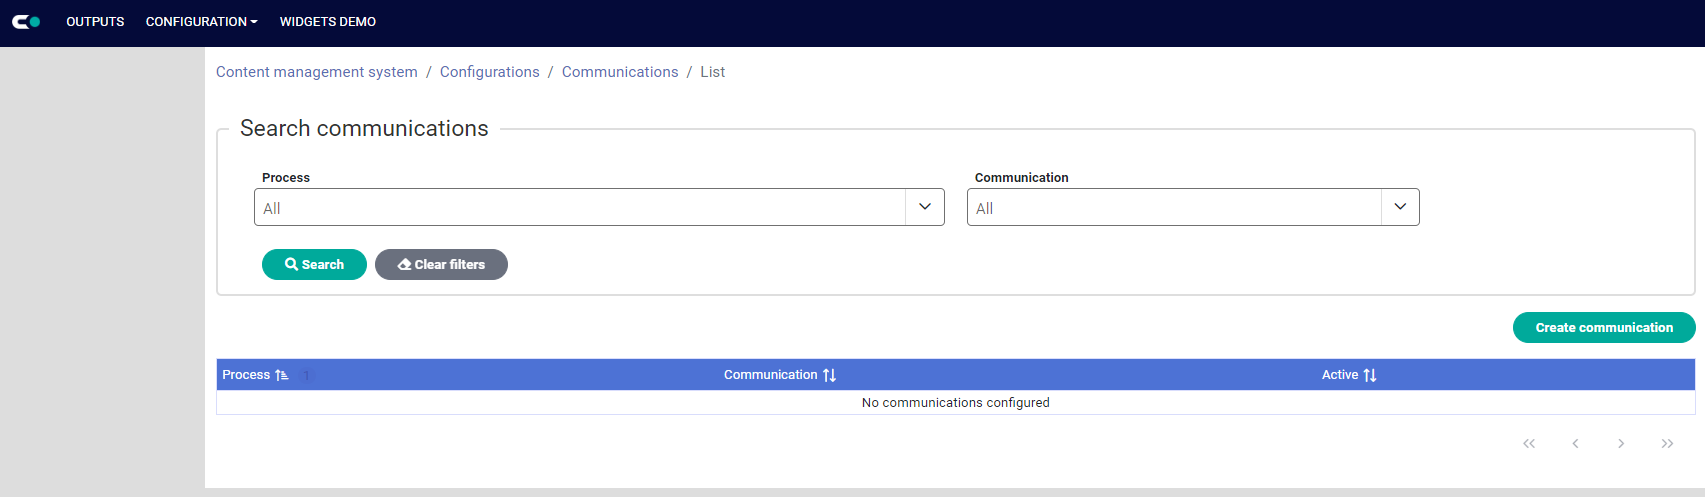 OUTPUTS CONFIGURATION WIDGETS DEMO
Content management system / Configurations / Communications / List
Search communications
Process Communication
All All
Search Clear filters
Create communication
Process 1 Communication Active
No communications configured